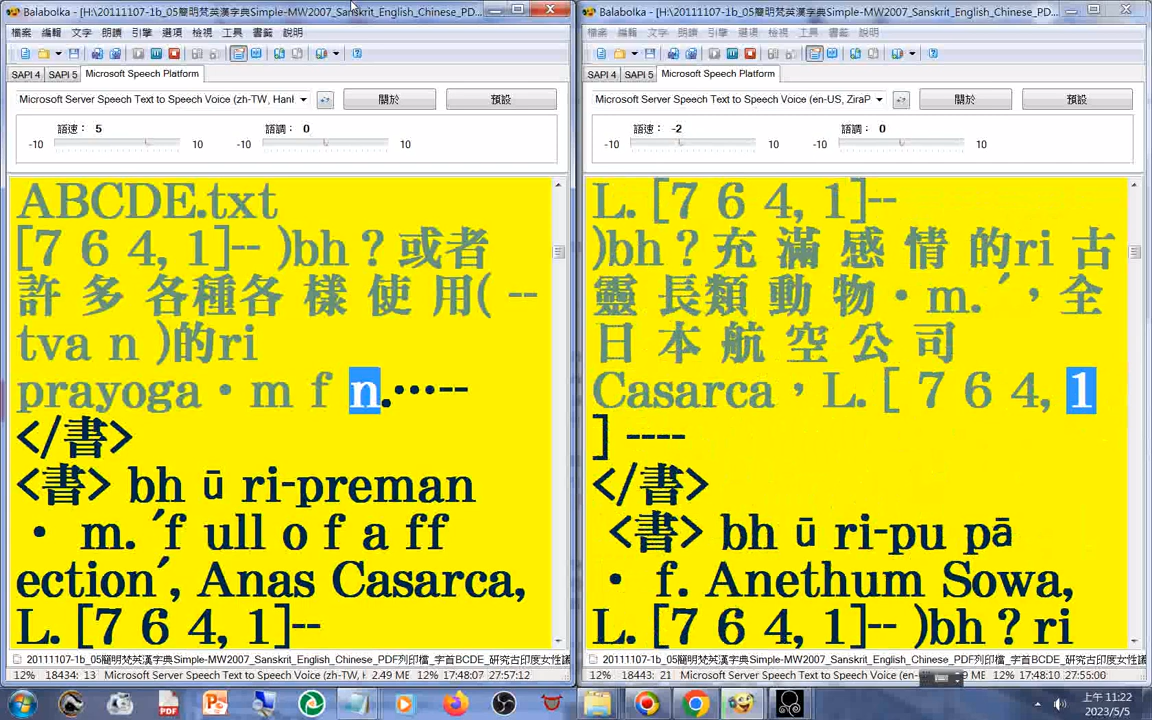 Balabolka - [H:\20111107-1b_05簡明梵英漢字典Simple-MW2007_Sanskrit_English_Chinese_PD...
檔案 編輯 文字 朗讀 引擎 選項 檢視 工具 書籤 說明
SAPI 4 SAPI 5 Microsoft Speech Platform
Microsoft Server Speech Text to Speech Voice (zh-TW, Hanl 關於 預設
語速： 5 語調： 0
-10 10 -10 10
ABCDE.txt
[7 6 4, 1]-- )bh？或者
許 多 各種各 樣 使 用( --
tva n )的ri
prayoga・m f n.•••--
</書>
<書> bh ū ri-preman
・ m. ´f ull o f a ff
ection´, Anas Casarca,
L. [7 6 4, 1]--
20111107-1b_05簡明梵英漢字典Simple-MW2007_Sanskrit_English_Chinese_PDF列印檔_字首BCDE_研究古印度女性議
12% 18434: 13 Microsoft Server Speech Text to Speech Voice (zh-TW, H 2.49 MB 12% 17:48:07 27:57:12
Balabolka - [H:\20111107-1b_05簡明梵英漢字典Simple-MW2007_Sanskrit_English_Chinese_PD...
檔案 編輯 文字 朗讀 引擎 選項 檢視 工具 書籤 說明
SAPI 4 SAPI 5 Microsoft Speech Platform
Microsoft Server Speech Text to Speech Voice (en-US, ZiraP 關於 預設
語速： -2 語調： 0
-10 10 -10 10
L. [7 6 4, 1]--
)bh？充 滿 感 情 的ri 古
靈 長類 動 物・m.´，全
日 本 航 空 公 司
Casarca，L. [ 7 6 4, 1
] ----
</書>
<書> bh ū ri-pu pā
・ f. Anethum Sowa,
L. [7 6 4, 1]-- )bh？ri
20111107-1b_05簡明梵英漢字典Simple-MW2007_Sanskrit_English_Chinese_PDF列印檔_字首BCDE_研究古印度女性議
12% 18443: 21 Microsoft Server Speech Text to Speech Voice (en-U 12% 17:48:10 27:55:00
上午 11:22
2023/5/5